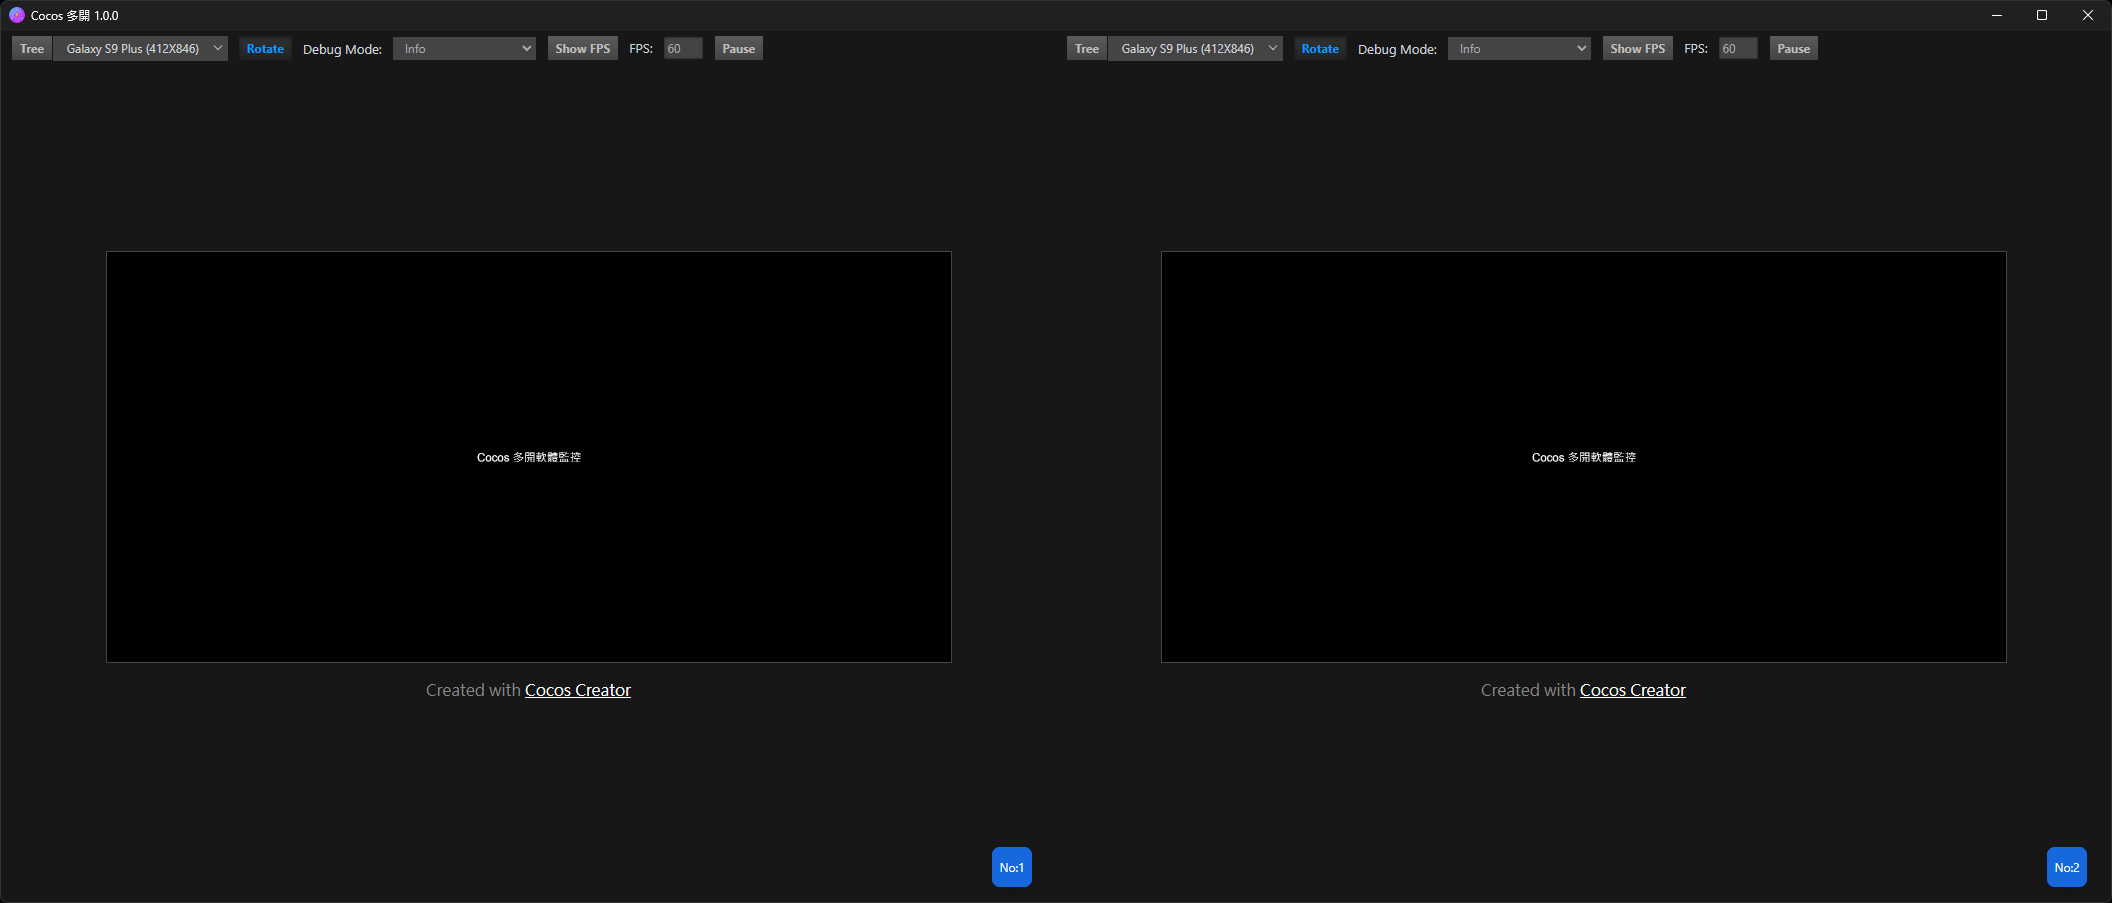 Cocos 多開 1.0.0
Tree Galaxy S9 Plus (412X846) Rotate Debug Mode: Info Show FPS FPS: 60 Pause
Tree Galaxy S9 Plus (412X846) Rotate Debug Mode: Info Show FPS FPS: 60 Pause
Cocos 多開軟體監控
Cocos 多開軟體監控
Created with Cocos Creator
Created with Cocos Creator
No:1
No:2